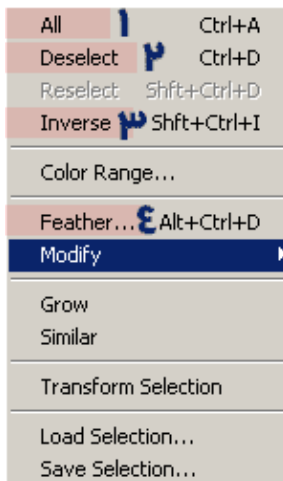 All ١ Ctrl+A
Deselect ٢ Ctrl+D
Reselect Shft+Ctrl+D
Inverse ٣ Shft+Ctrl+I
Color Range...
Feather... ٤ Alt+Ctrl+D
Modify
Grow
Similar
Transform Selection
Load Selection...
Save Selection...